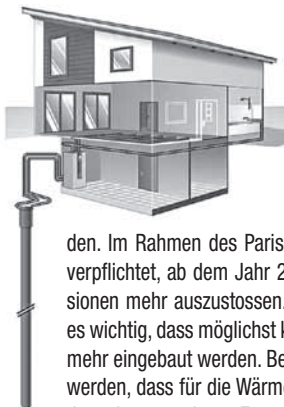 den. Im Rahmen des Paris
verpflichtet, ab dem Jahr 2
sionen mehr auszustossen.
es wichtig, dass möglichst k
mehr eingebaut werden. Be
werden, dass für die Wärme